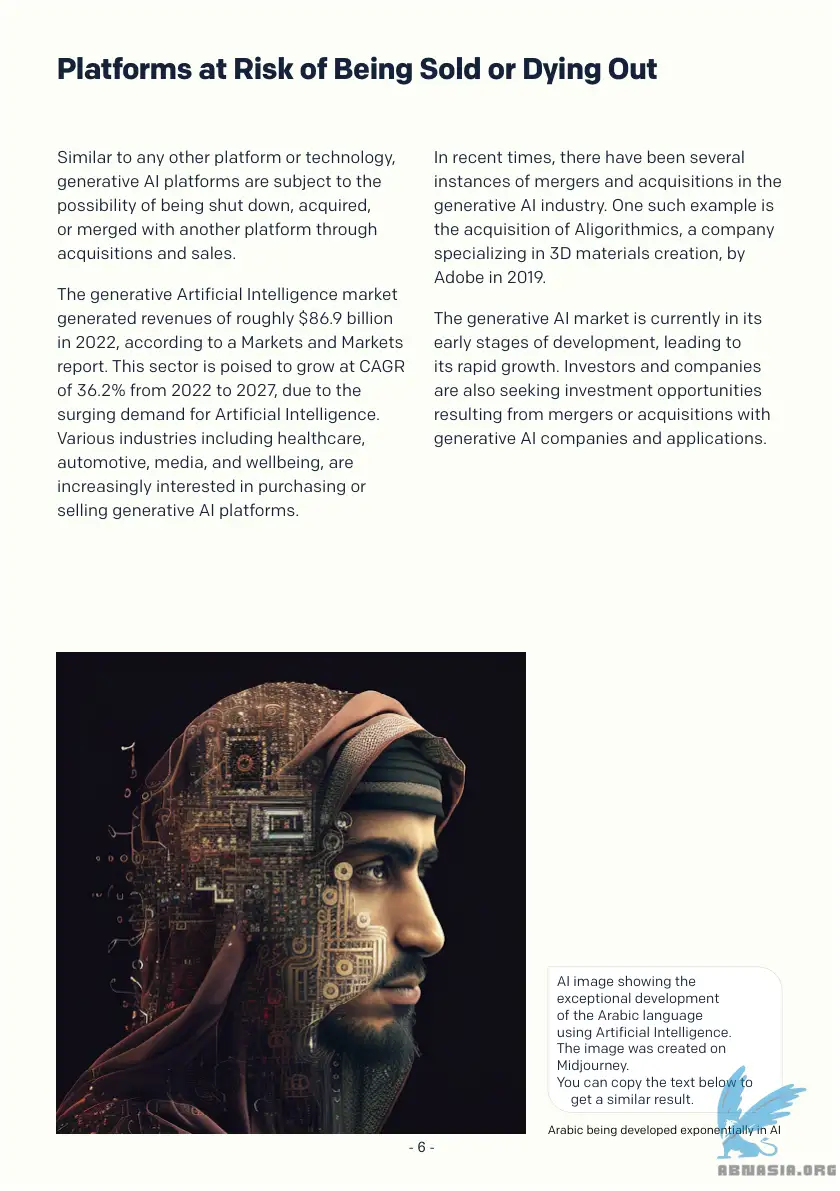 Platforms at Risk of Being Sold or Dying Out
Similar to any other platform or technology,
generative AI platforms are subject to the
possibility of being shut down, acquired,
or merged with another platform through
acquisitions and sales.
The generative Artificial Intelligence market
generated revenues of roughly $86.9 billion
in 2022, according to a Markets and Markets
report. This sector is poised to grow at CAGR
of 36.2% from 2022 to 2027, due to the
surging demand for Artificial Intelligence.
Various industries including healthcare,
automotive, media, and wellbeing, are
increasingly interested in purchasing or
selling generative AI platforms.
In recent times, there have been several
instances of mergers and acquisitions in the
generative AI industry. One such example is
the acquisition of Aligorithmics, a company
specializing in 3D materials creation, by
Adobe in 2019.
The generative AI market is currently in its
early stages of development, leading to
its rapid growth. Investors and companies
are also seeking investment opportunities
resulting from mergers or acquisitions with
generative AI companies and applications.
AI image showing the
exceptional development
of the Arabic language
using Artificial Intelligence.
The image was created on
Midjourney.
You can copy the text below to
get a similar result.
Arabic being developed exponentially in AI
- 6 -
ABNASIA.ORG